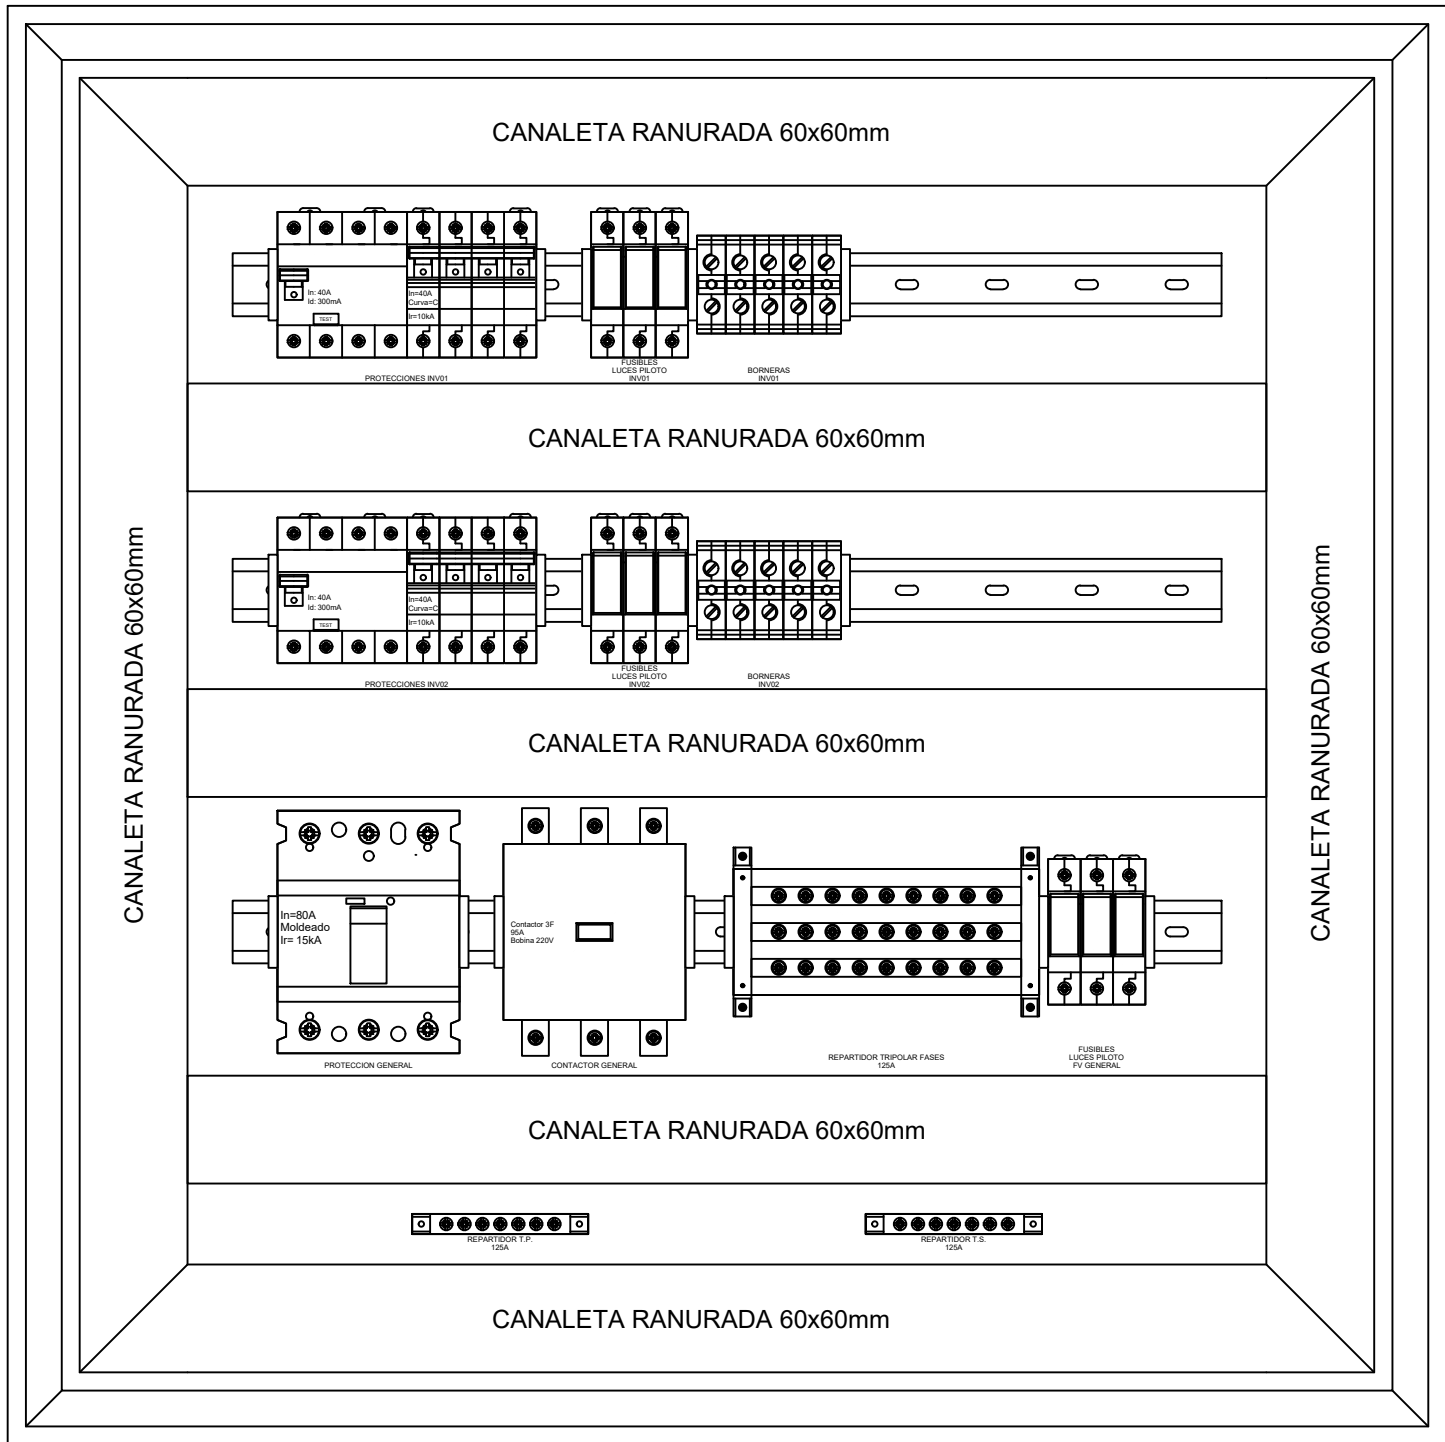 CANALETA RANURADA 60x60mm
In: 40A
Id: 300mA
TEST
In=40A
Curva=C
Ir=10kA
PROTECCIONES INV01
FUSIBLES
LUCES PILOTO
INV01
BORNERAS
INV01
CANALETA RANURADA 60x60mm
In: 40A
Id: 300mA
TEST
In=40A
Curva=C
Ir=10kA
PROTECCIONES INV02
FUSIBLES
LUCES PILOTO
INV02
BORNERAS
INV02
CANALETA RANURADA 60x60mm
CANALETA RANURADA 60x60mm
CANALETA RANURADA 60x60mm
In=80A
Moldeado
Ir= 15kA
PROTECCION GENERAL
Contactor 3F
95A
Bobina 220V
CONTACTOR GENERAL
REPARTIDOR TRIPOLAR FASES
125A
FUSIBLES
LUCES PILOTO
FV GENERAL
CANALETA RANURADA 60x60mm
REPARTIDOR T.P.
125A
REPARTIDOR T.S.
125A
CANALETA RANURADA 60x60mm